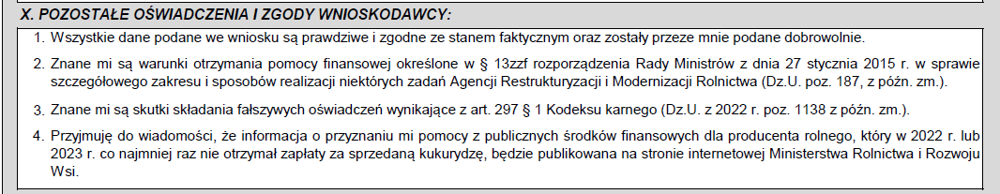 X. POZOSTAŁE OŚWIADCZENIA I ZGODY WNIOSKODAWCY:
1. Wszystkie dane podane we wniosku są prawdziwe i zgodne ze stanem faktycznym oraz zostały przeze mnie podane dobrowolnie.
2. Znane mi są warunki otrzymania pomocy finansowej określone w § 13zzf rozporządzenia Rady Ministrów z dnia 27 stycznia 2015 r. w sprawie
szczegółowego zakresu i sposobów realizacji niektórych zadań Agencji Restrukturyzacji i Modernizacji Rolnictwa (Dz.U. poz. 187, z późn. zm.).
3. Znane mi są skutki składania fałszywych oświadczeń wynikające z art. 297 § 1 Kodeksu karnego (Dz.U. z 2022 r. poz. 1138 z późn. zm.).
4. Przyjmuję do wiadomości, że informacja o przyznaniu mi pomocy z publicznych środków finansowych dla producenta rolnego, który w 2022 r. lub
2023 r. co najmniej raz nie otrzymał zapłaty za sprzedaną kukurydzę, będzie publikowana na stronie internetowej Ministerstwa Rolnictwa i Rozwoju
Wsi.